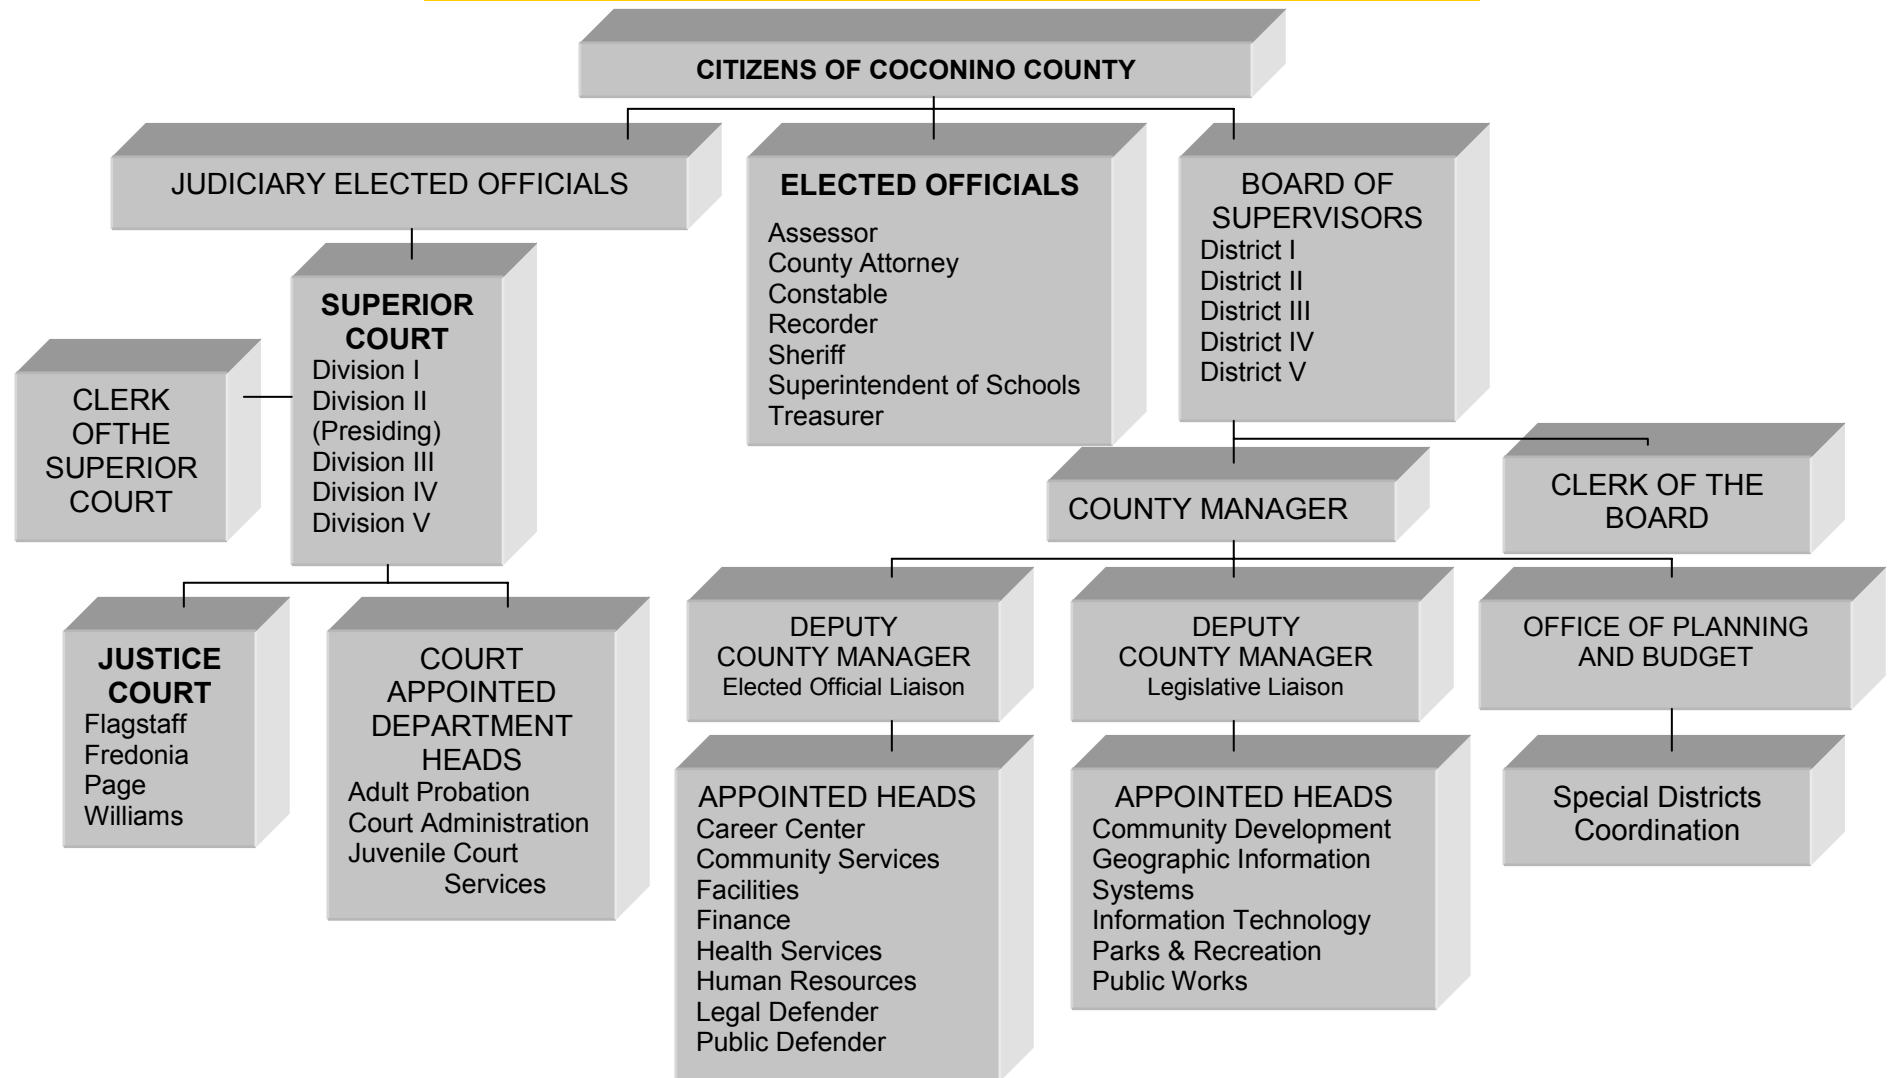 CITIZENS OF COCONINO COUNTY
JUDICIARY ELECTED OFFICIALS
ELECTED OFFICIALS
Assessor
County Attorney
Constable
Recorder
Sheriff
Superintendent of Schools
Treasurer
BOARD OF
SUPERVISORS
District I
District II
District III
District IV
District V
SUPERIOR
COURT
Division I
Division II
(Presiding)
Division III
Division IV
Division V
CLERK
OFTHE
SUPERIOR
COURT
COUNTY MANAGER
CLERK OF THE
BOARD
JUSTICE
COURT
Flagstaff
Fredonia
Page
Williams
COURT
APPOINTED
DEPARTMENT
HEADS
Adult Probation
Court Administration
Juvenile Court
Services
DEPUTY
COUNTY MANAGER
Elected Official Liaison
DEPUTY
COUNTY MANAGER
Legislative Liaison
OFFICE OF PLANNING
AND BUDGET
APPOINTED HEADS
Career Center
Community Services
Facilities
Finance
Health Services
Human Resources
Legal Defender
Public Defender
APPOINTED HEADS
Community Development
Geographic Information
Systems
Information Technology
Parks & Recreation
Public Works
Special Districts
Coordination